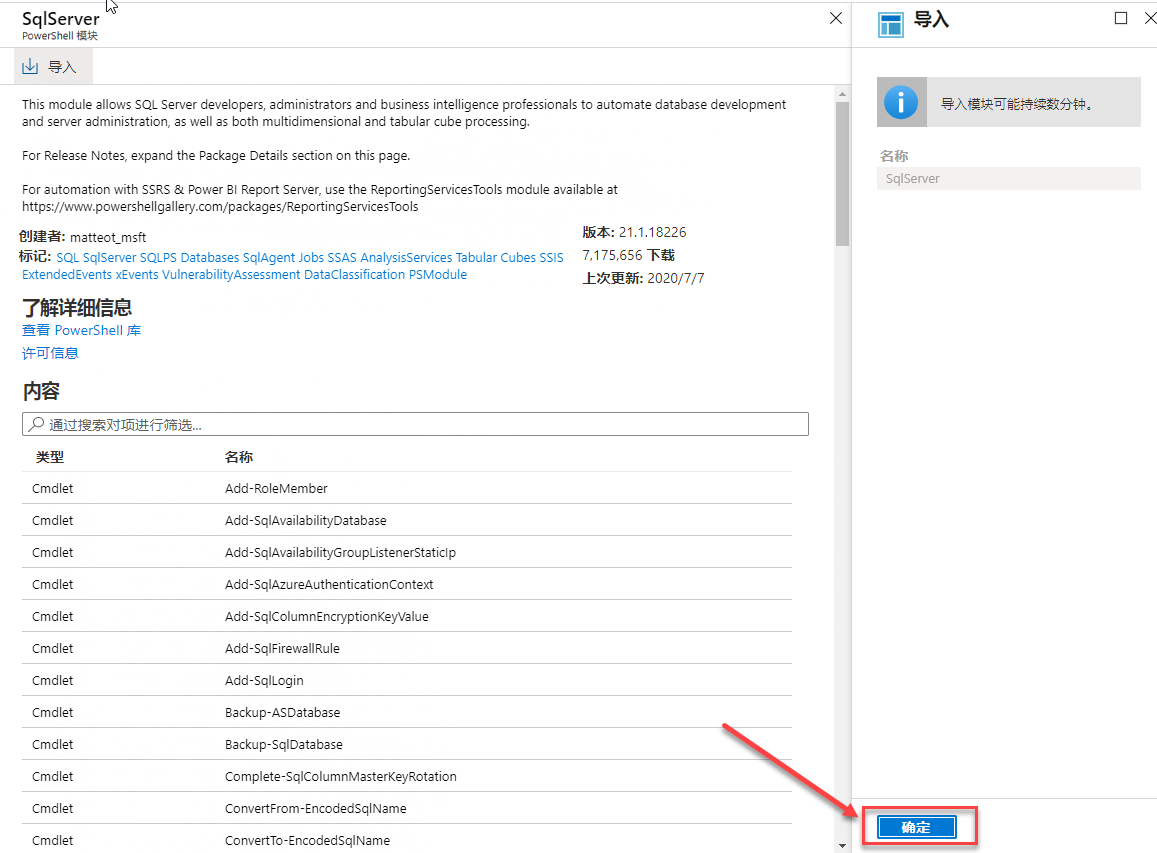 SqlServer
PowerShell 模块
导入
This module allows SQL Server developers, administrators and business intelligence professionals to automate database development
and server administration, as well as both multidimensional and tabular cube processing.
For Release Notes, expand the Package Details section on this page.
For automation with SSRS & Power BI Report Server, use the ReportingServicesTools module available at
https://www.powershellgallery.com/packages/ReportingServicesTools
创建者: matteot_msft
标记: SQL SqlServer SQLPS Databases SqlAgent Jobs SSAS AnalysisServices Tabular Cubes SSIS
ExtendedEvents xEvents VulnerabilityAssessment DataClassification PSModule
版本: 21.1.18226
7,175,656 下载
上次更新: 2020/7/7
了解详细信息
查看 PowerShell 库
许可信息
内容
通过搜索对项进行筛选...
类型 名称
Cmdlet Add-RoleMember
Cmdlet Add-SqlAvailabilityDatabase
Cmdlet Add-SqlAvailabilityGroupListenerStaticIp
Cmdlet Add-SqlAzureAuthenticationContext
Cmdlet Add-SqlColumnEncryptionKeyValue
Cmdlet Add-SqlFirewallRule
Cmdlet Add-SqlLogin
Cmdlet Backup-ASDatabase
Cmdlet Backup-SqlDatabase
Cmdlet Complete-SqlColumnMasterKeyRotation
Cmdlet ConvertFrom-EncodedSqlName
Cmdlet ConvertTo-EncodedSqlName
导入
导入模块可能持续数分钟。
名称
SqlServer
确定